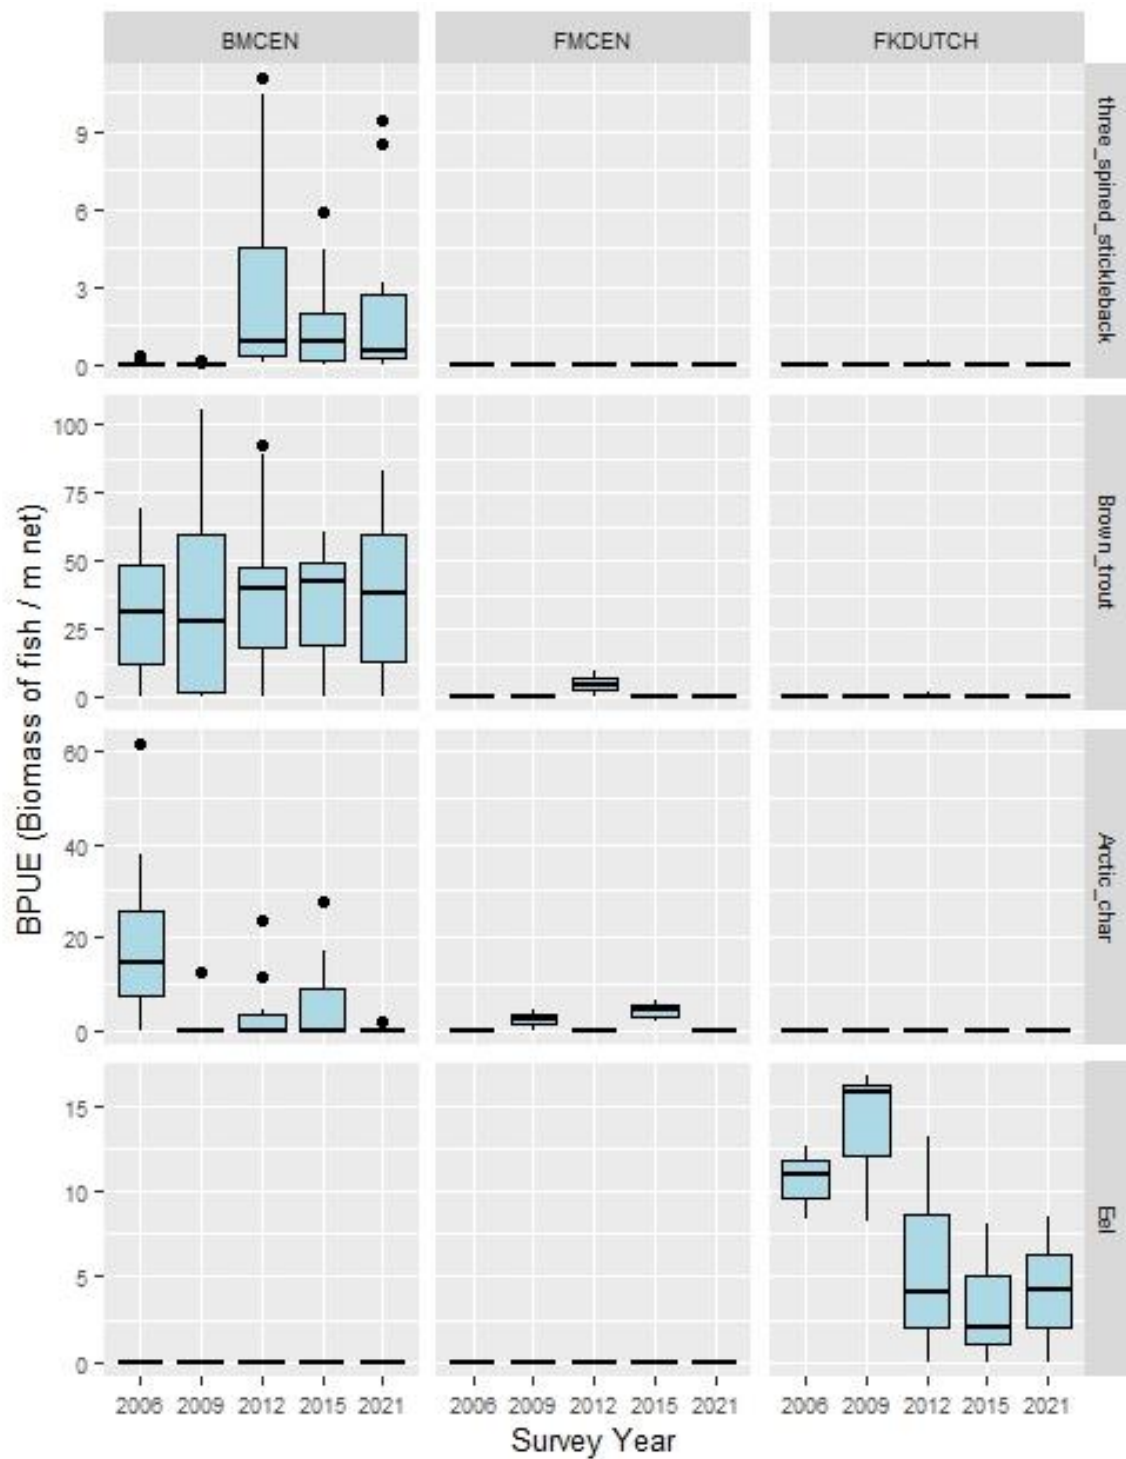 BMCEN FMCEN FKDUTCH
9
6
3
0
three_spined_stickleback
100
75
50
25
0
Brown_trout
60
40
20
0
Arctic_char
15
10
5
0
Eel
BPUE (Biomass of fish / m net)
2006 2009 2012 2015 2021 2006 2009 2012 2015 2021 2006 2009 2012 2015 2021
Survey Year